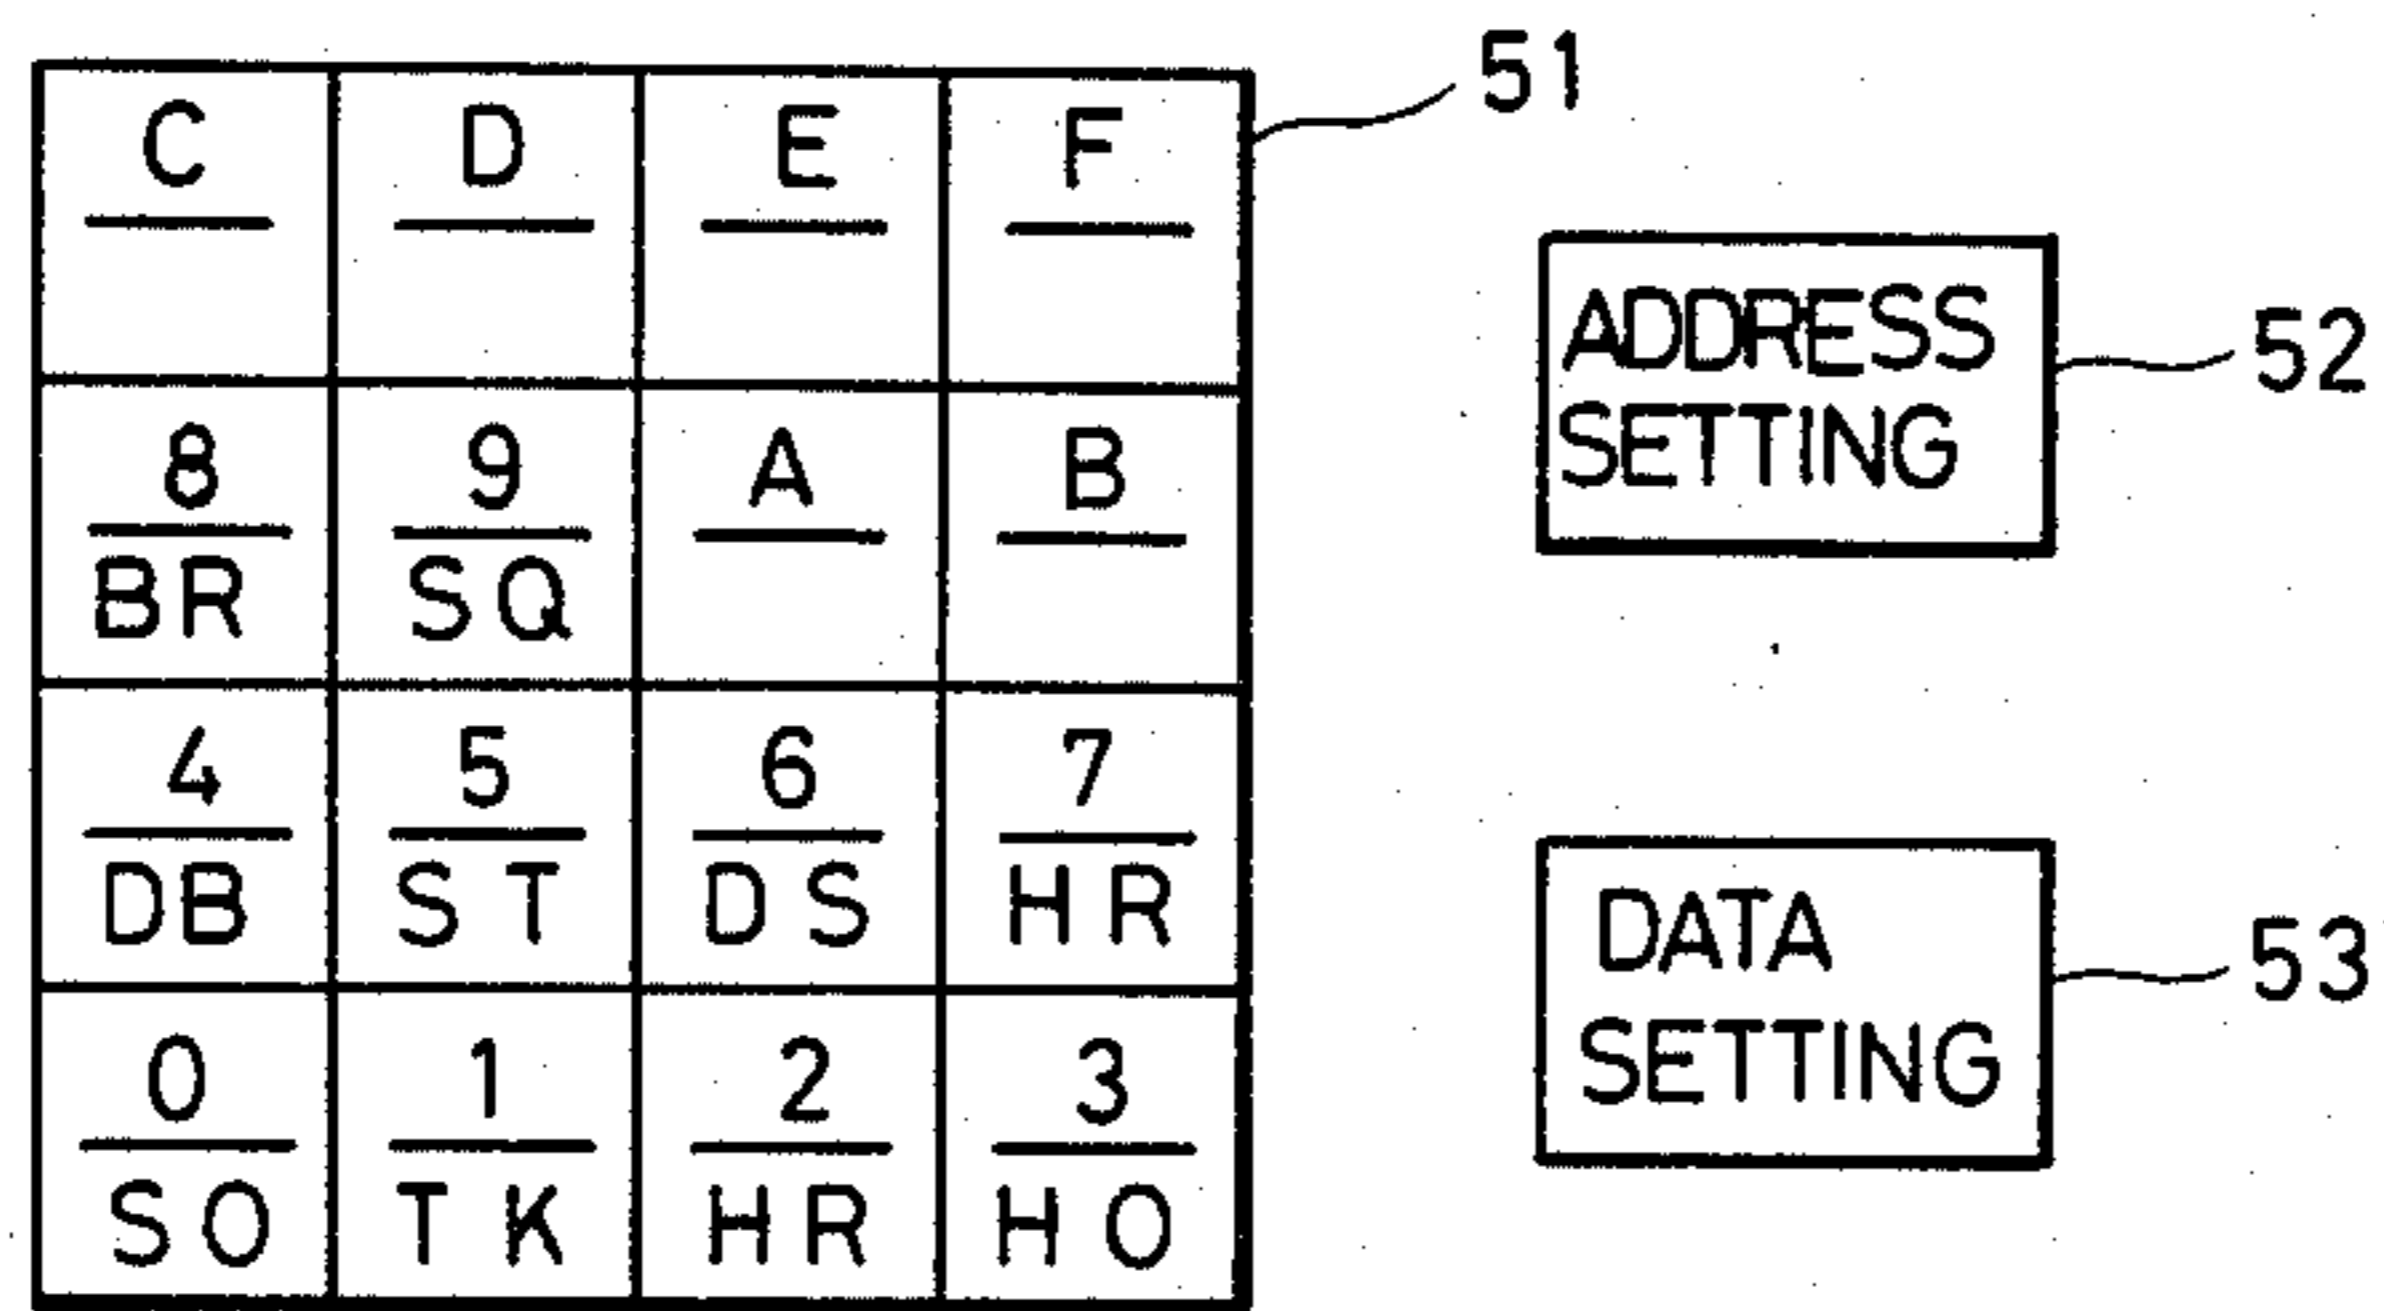 C D E F
8 9 A B
BR SQ
4 5 6 7
DB ST DS HR
0 1 2 3
SO TK HR HO
51
ADDRESS
SETTING
52
DATA
SETTING
53